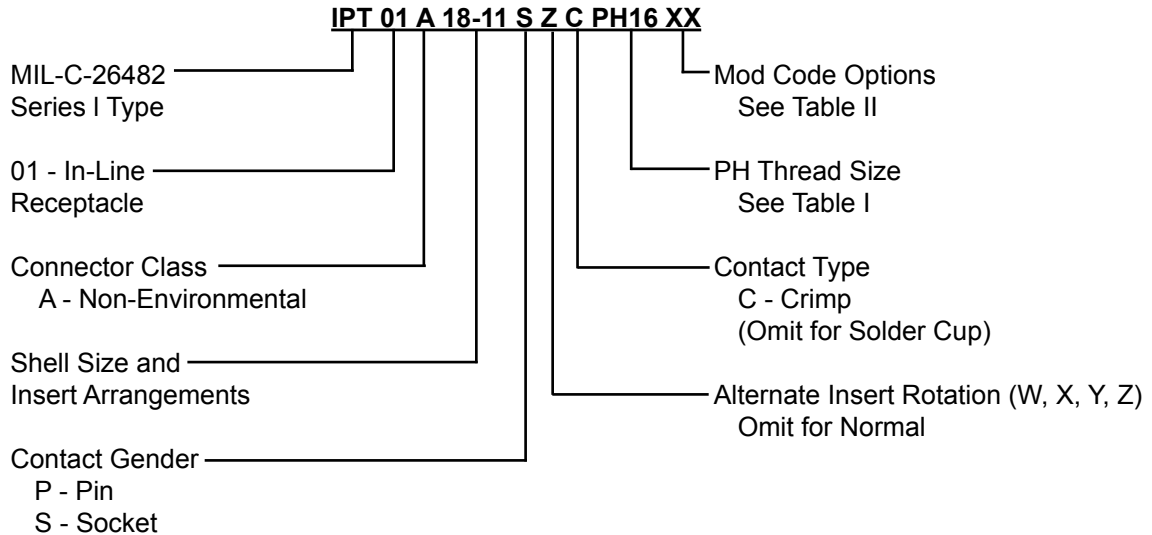 IPT 01 A 18-11 S Z C PH16 XX
MIL-C-26482
Series I Type
01 - In-Line
Receptacle
Connector Class
A - Non-Environmental
Shell Size and
Insert Arrangements
Contact Gender
P - Pin
S - Socket
Mod Code Options
See Table II
PH Thread Size
See Table I
Contact Type
C - Crimp
(Omit for Solder Cup)
Alternate Insert Rotation (W, X, Y, Z)
Omit for Normal